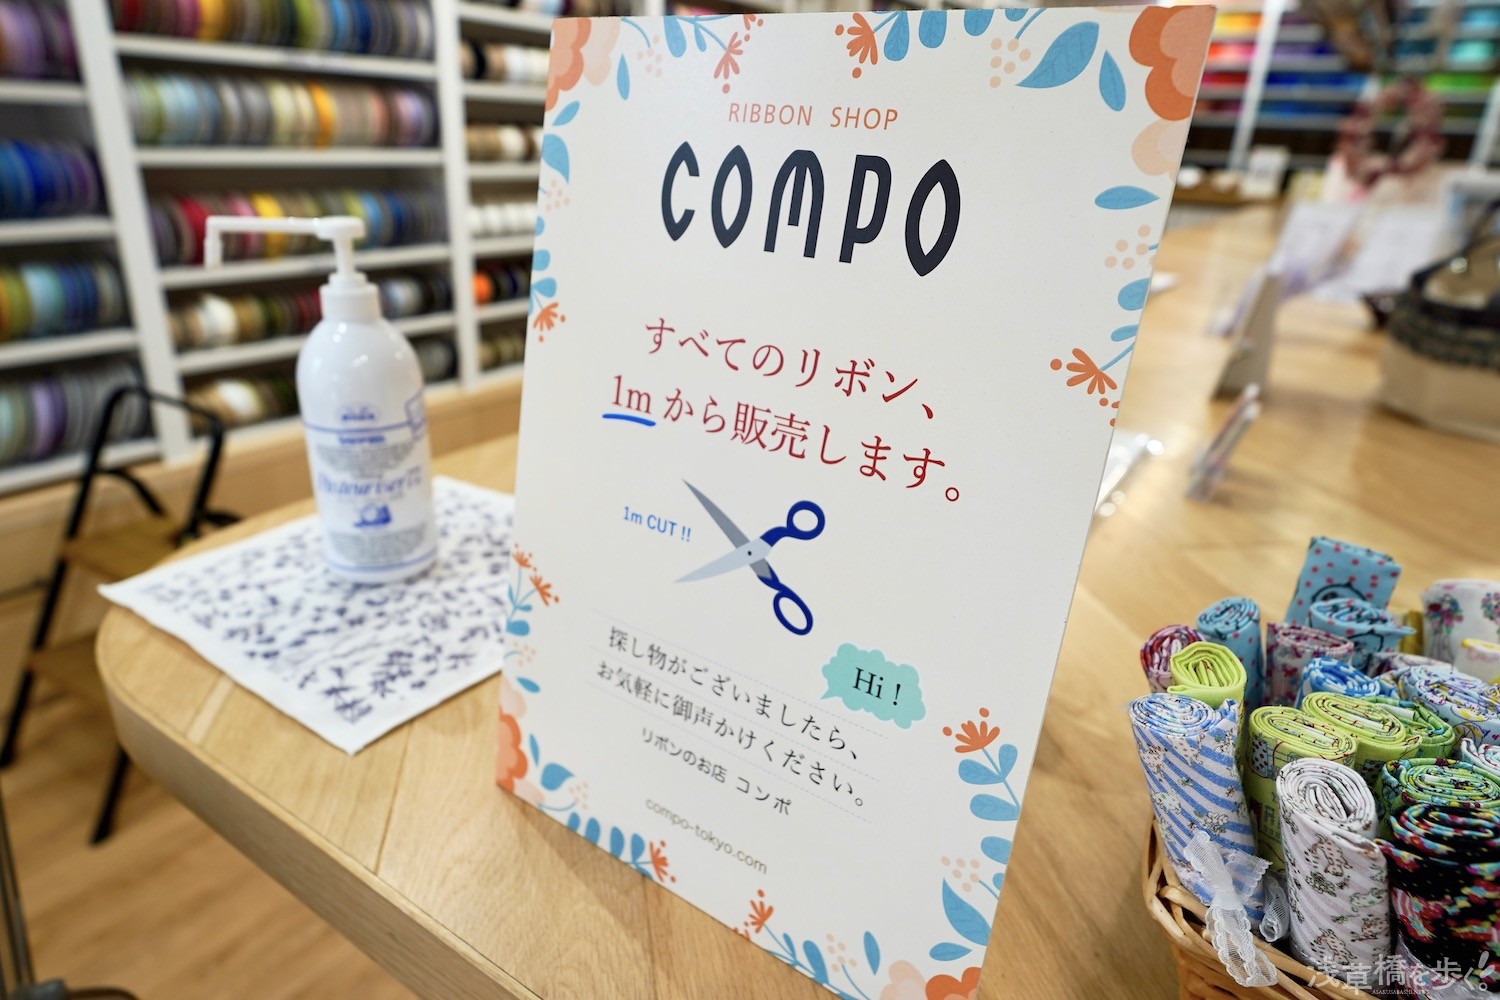 RIBBON SHOP
COMPO
すべてのリボン、
1mから販売します。
1m CUT !!
探し物がございましたら、
お気軽に御声かけください。
Hi !
リボンのお店 コンポ
compo-tokyo.com
浅草橋を歩く!
ASAKUSABASHI.NEWS